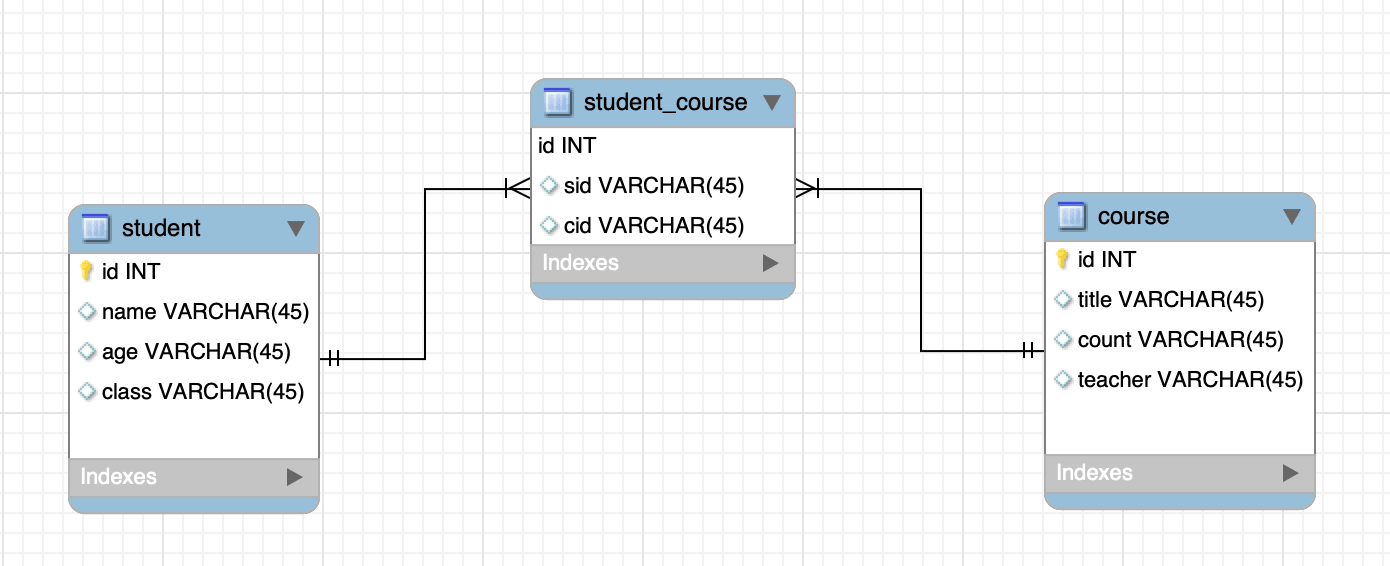 student_course
id INT
sid VARCHAR(45)
cid VARCHAR(45)
Indexes
student
id INT
name VARCHAR(45)
age VARCHAR(45)
class VARCHAR(45)
Indexes
course
id INT
title VARCHAR(45)
count VARCHAR(45)
teacher VARCHAR(45)
Indexes